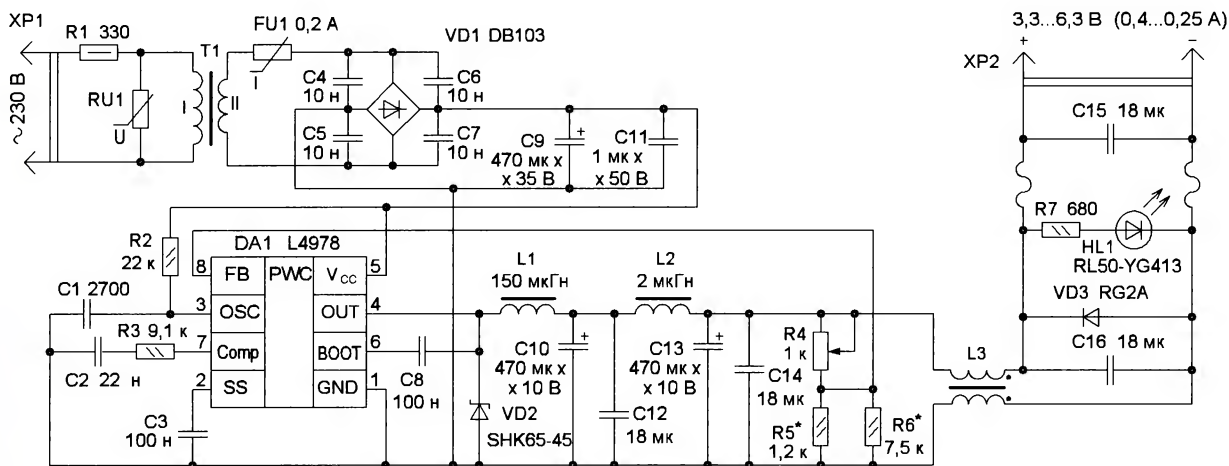 XP1
~230 В
R1 330
RU1
U
T1
I
II
FU1 0,2 А
I
VD1 DB103
C4
10 н
C6
10 н
C5
10 н
C7
10 н
C9
470 мк х
х 35 В
+
C11
1 мк х
х 50 В
3,3...6,3 В (0,4...0,25 А)
+
-
XP2
C15 18 мк
R7 680
HL1
RL50-YG413
VD3 RG2A
C16 18 мк
L3
R2
22 к
C1 2700
R3 9,1 к
C2 22 н
C3
100 н
DA1 L4978
8
FB
PWC
VCC
5
3
OSC
OUT
4
7
Comp
BOOT
6
2
SS
GND
1
C8
100 н
VD2
SHK65-45
L1
150 мкГн
L2
2 мкГн
C10
470 мк х
х 10 В
+
C12
18 мк
C13
470 мк х
х 10 В
+
C14
18 мк
R4
1 к
R5*
1,2 к
R6*
7,5 к